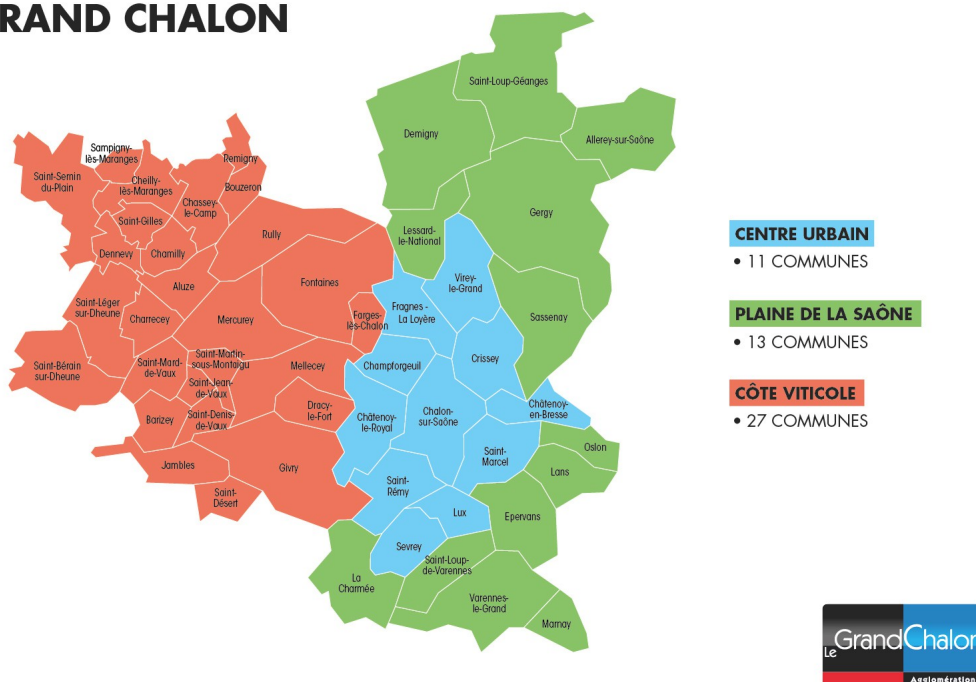 RAND CHALON
Saint-Loup-Géanges
Demigny
Allerey-sur-Saône
Sampigny-
lès-Maranges
Remigny
Saint-Sernin
du-Plain
Cheilly-
lès-Maranges
Bouzeron
Chassey-
le-Camp
Gergy
Saint-Gilles
Lessard-
le-National
Rully
Dennevy
Chamilly
CENTRE URBAIN
• 11 COMMUNES
Virey-
le-Grand
Aluze
Fontaines
Saint-Léger
sur-Dheune
Fragnes -
La Loyère
Charrecey
Mercurey
Farges-
lès-Chalon
Sassenay
PLAINE DE LA SAÔNE
• 13 COMMUNES
Saint-Bérain
sur-Dheune
Saint-Mard-
de-Vaux
Saint-Martin-
sous-Montaigu
Mellecey
Champforgeuil
Crissey
Saint-Jean-
de-Vaux
CÔTE VITICOLE
• 27 COMMUNES
Barizey
Saint-Denis-
de-Vaux
Dracy-
le-Fort
Châtenoy-
le-Royal
Chalon-
sur-Saône
Châtenoy-
en-Bresse
Oslon
Saint-
Marcel
Jambles
Givry
Lans
Saint-
Rémy
Saint-
Désert
Lux
Epervans
Sevrey
Saint-Loup-
de-Varennes
La
Charmée
Varennes-
le-Grand
Marnay
Le GrandChalon
Agglomération